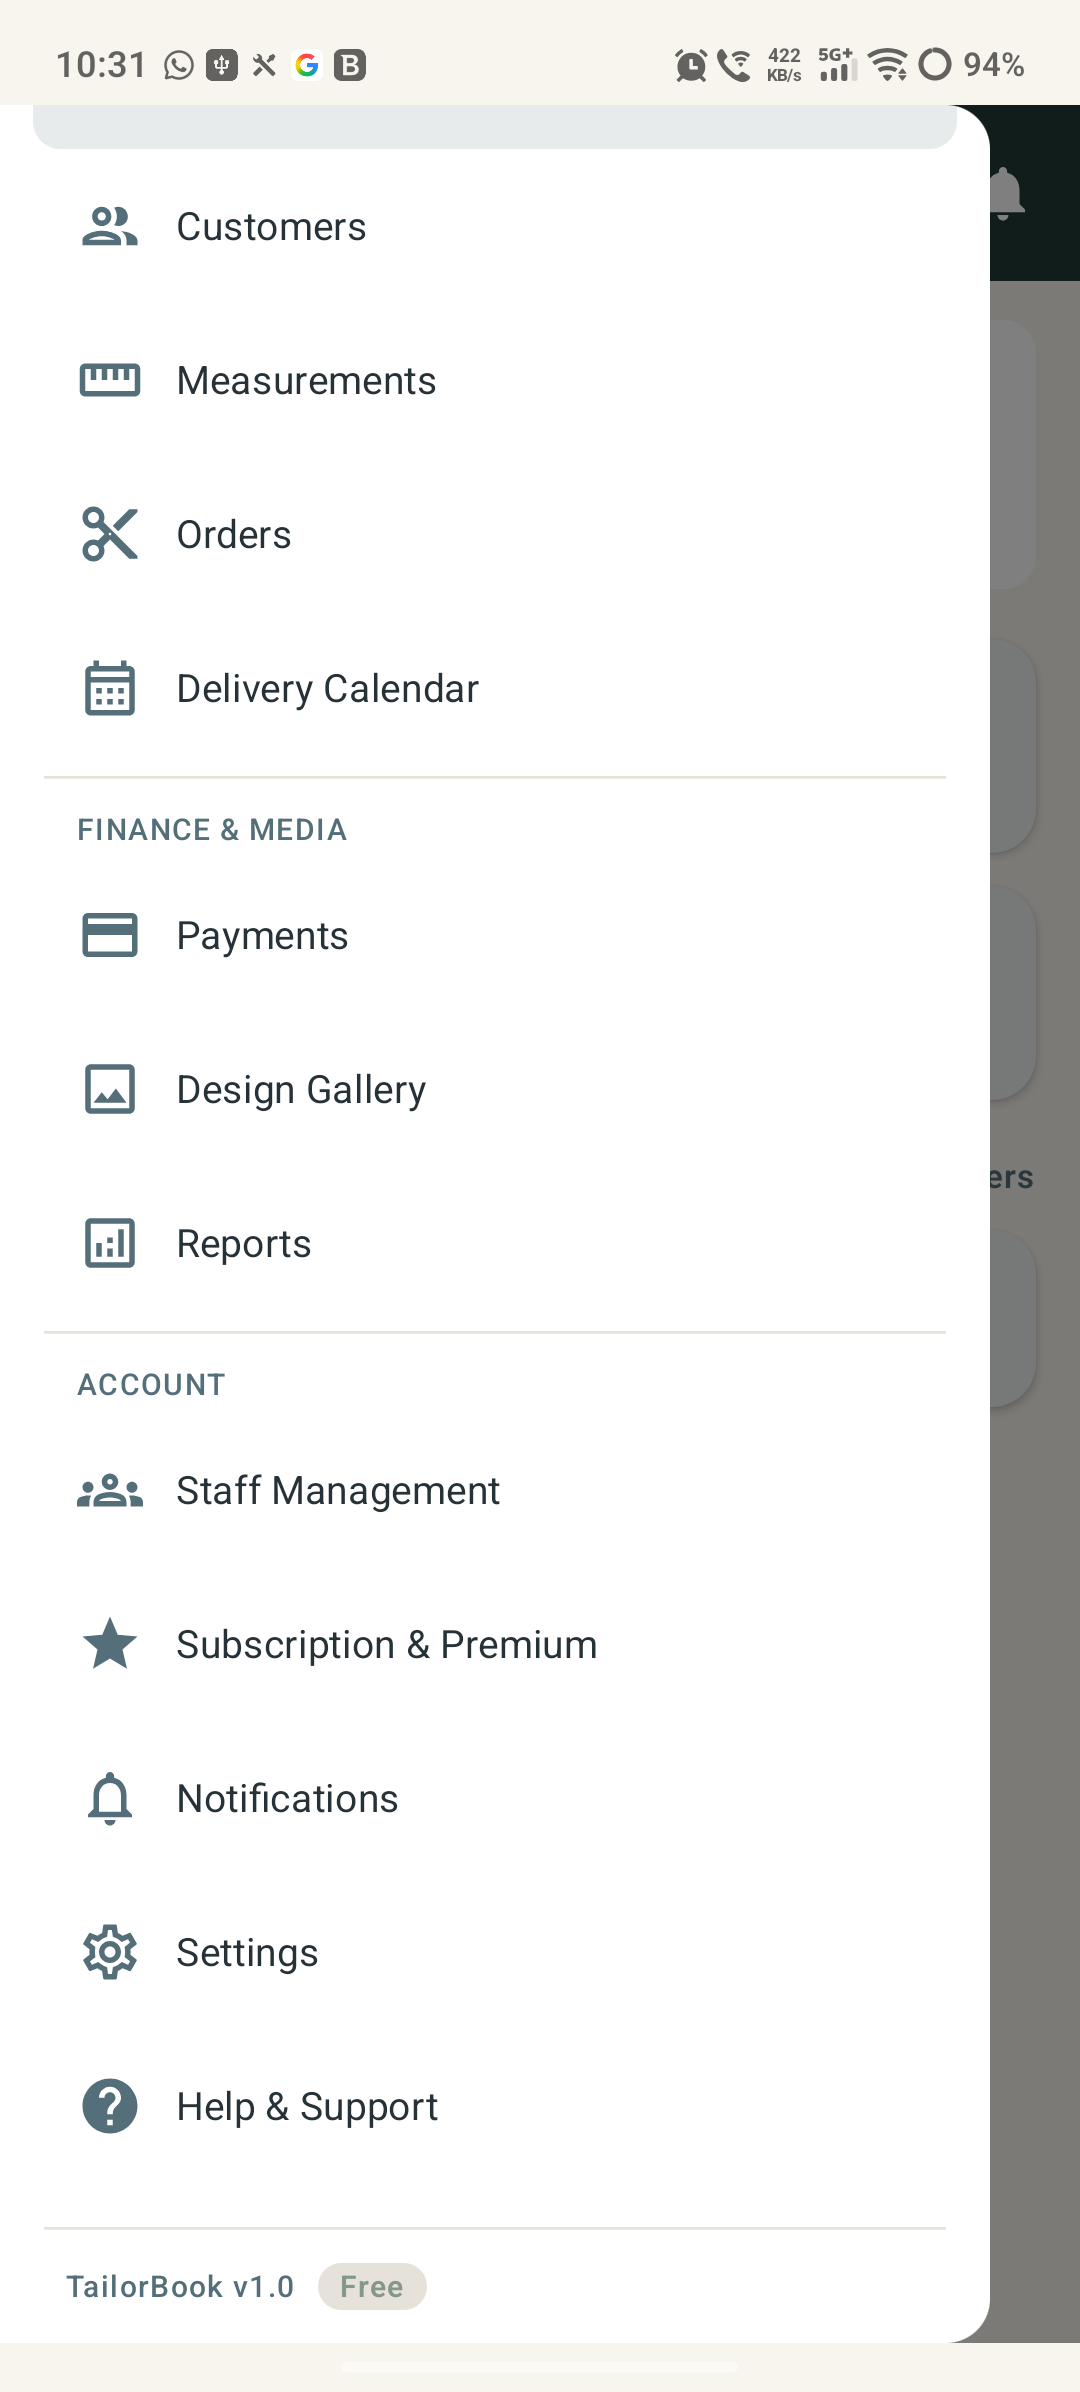 10:31
422 KB/s
5G+
94%
Customers
Measurements
Orders
Delivery Calendar
FINANCE & MEDIA
Payments
Design Gallery
Reports
ers
ACCOUNT
Staff Management
Subscription & Premium
Notifications
Settings
Help & Support
TailorBook v1.0 Free